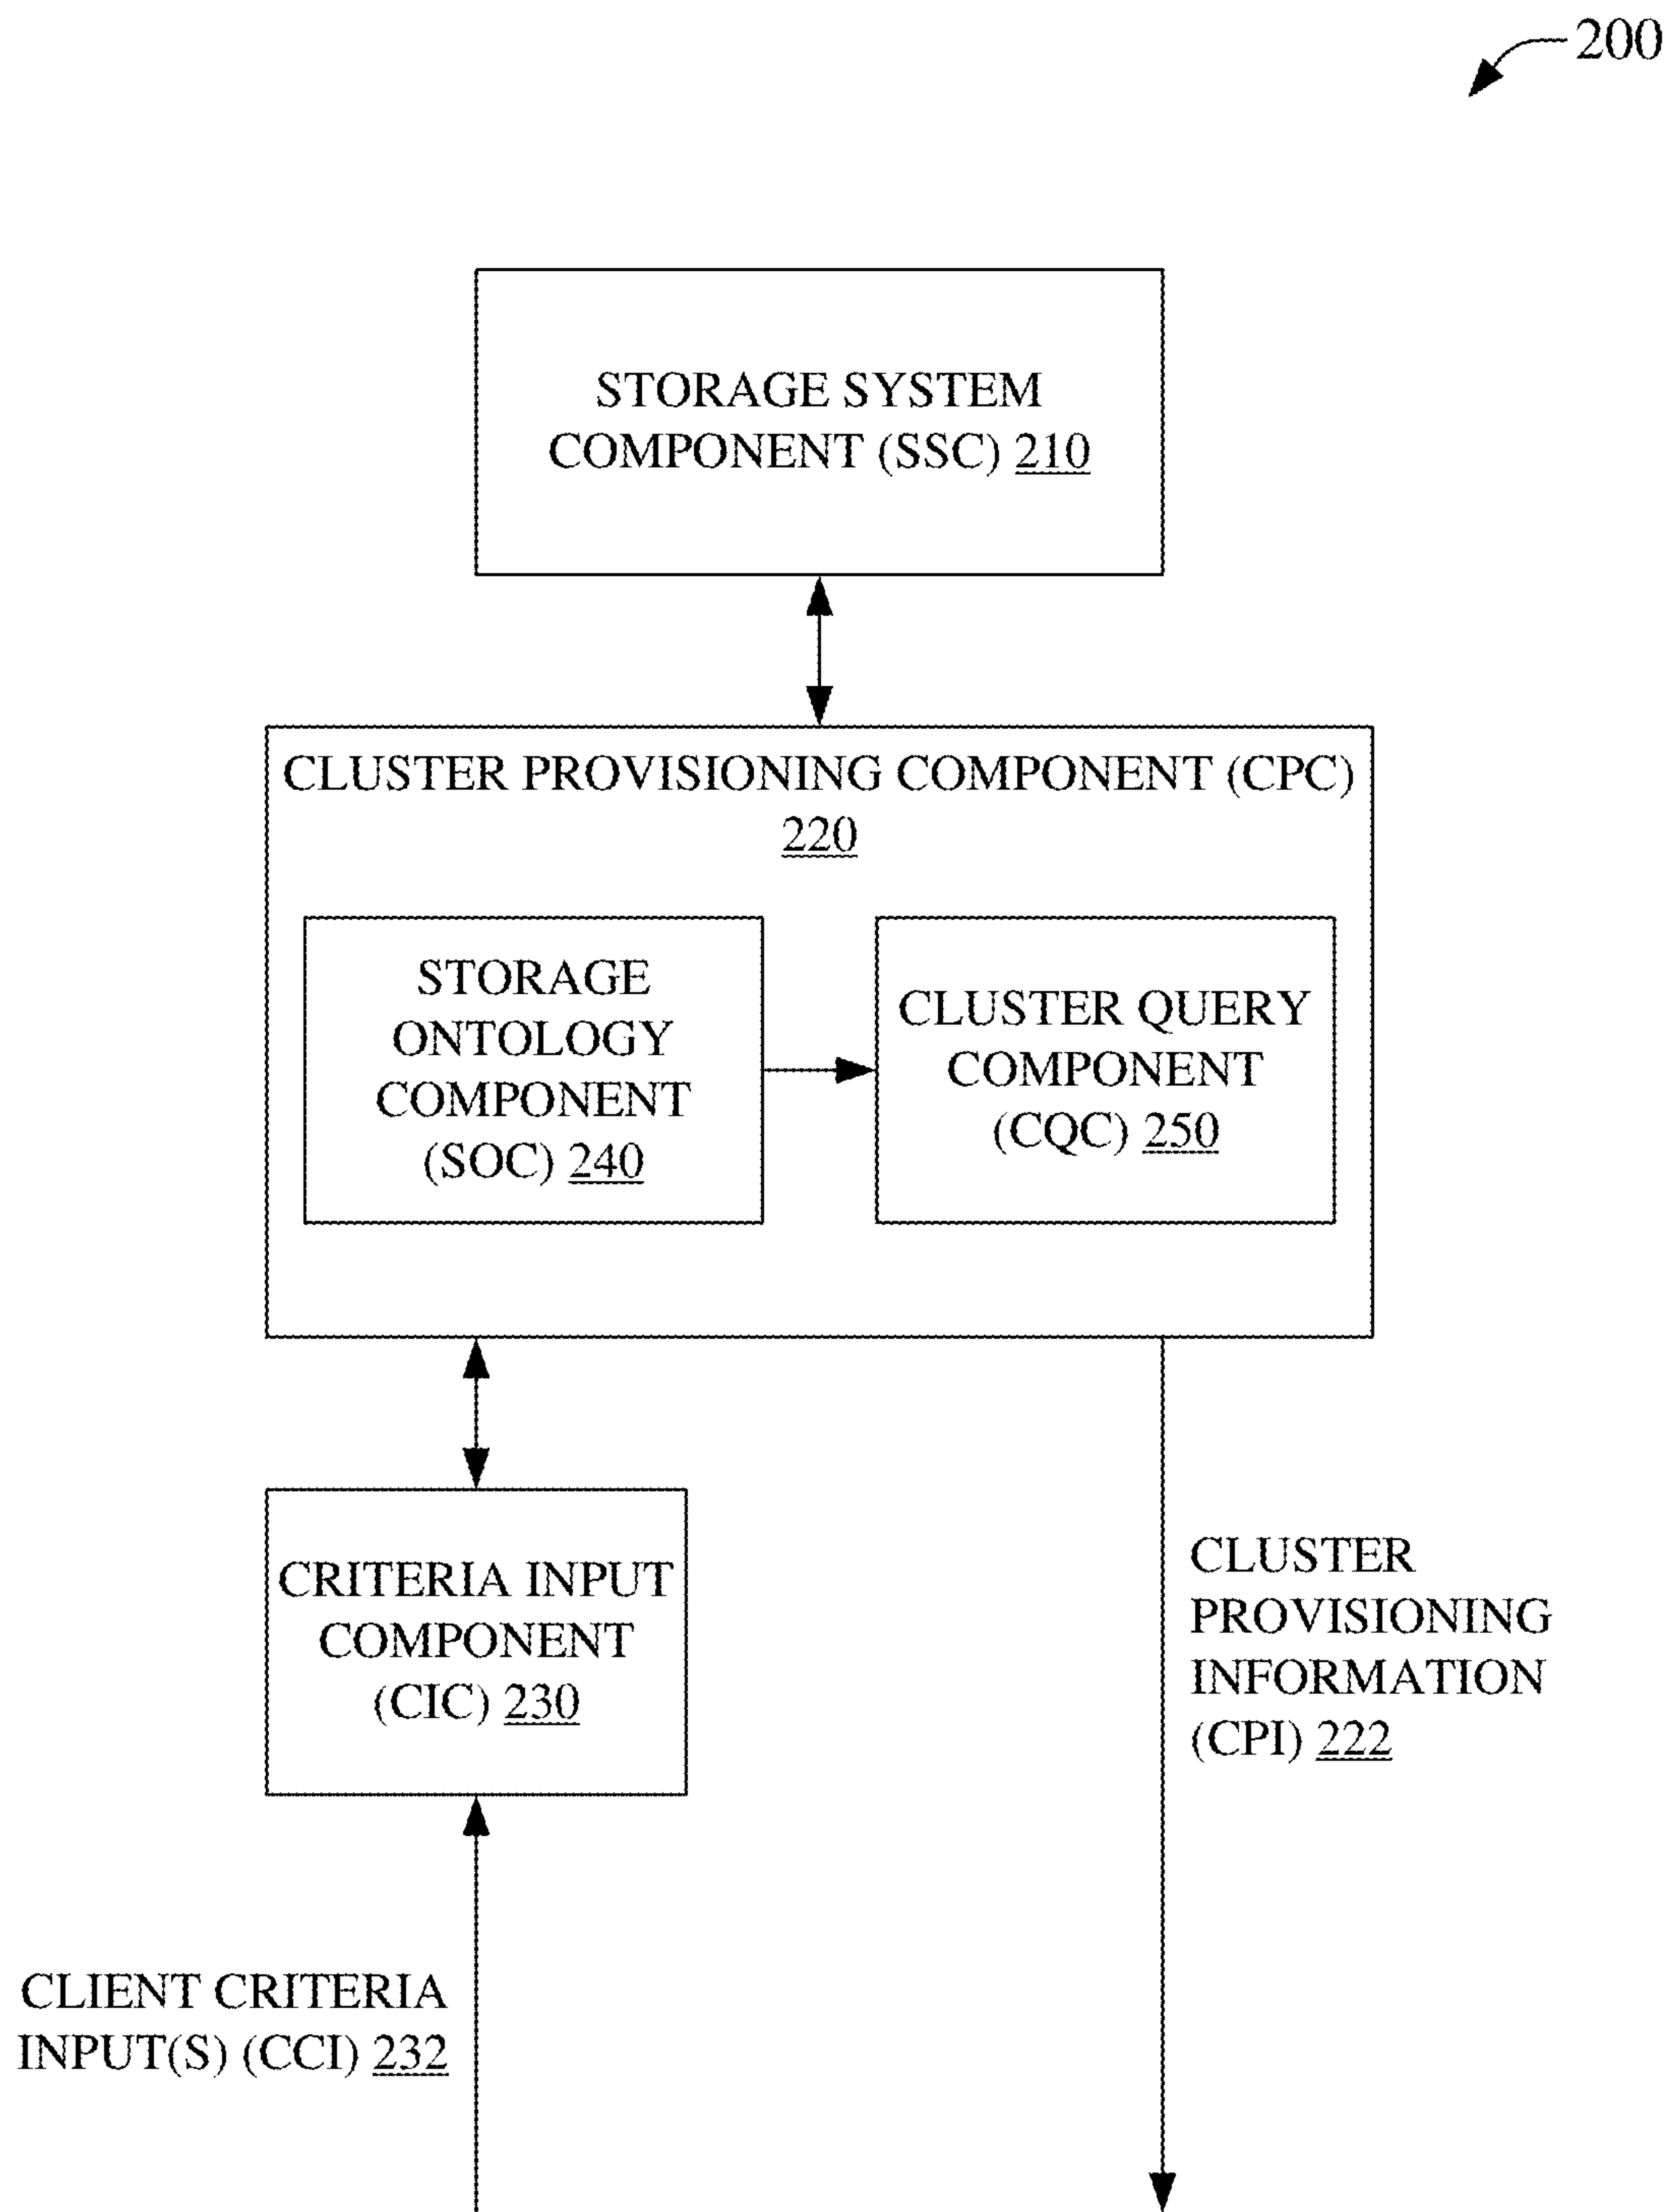 200
STORAGE SYSTEM
COMPONENT (SSC) 210
CLUSTER PROVISIONING COMPONENT (CPC)
220
STORAGE
ONTOLOGY
COMPONENT
(SOC) 240
CLUSTER QUERY
COMPONENT
(CQC) 250
CRITERIA INPUT
COMPONENT
(CIC) 230
CLUSTER
PROVISIONING
INFORMATION
(CPI) 222
CLIENT CRITERIA
INPUT(S) (CCI) 232